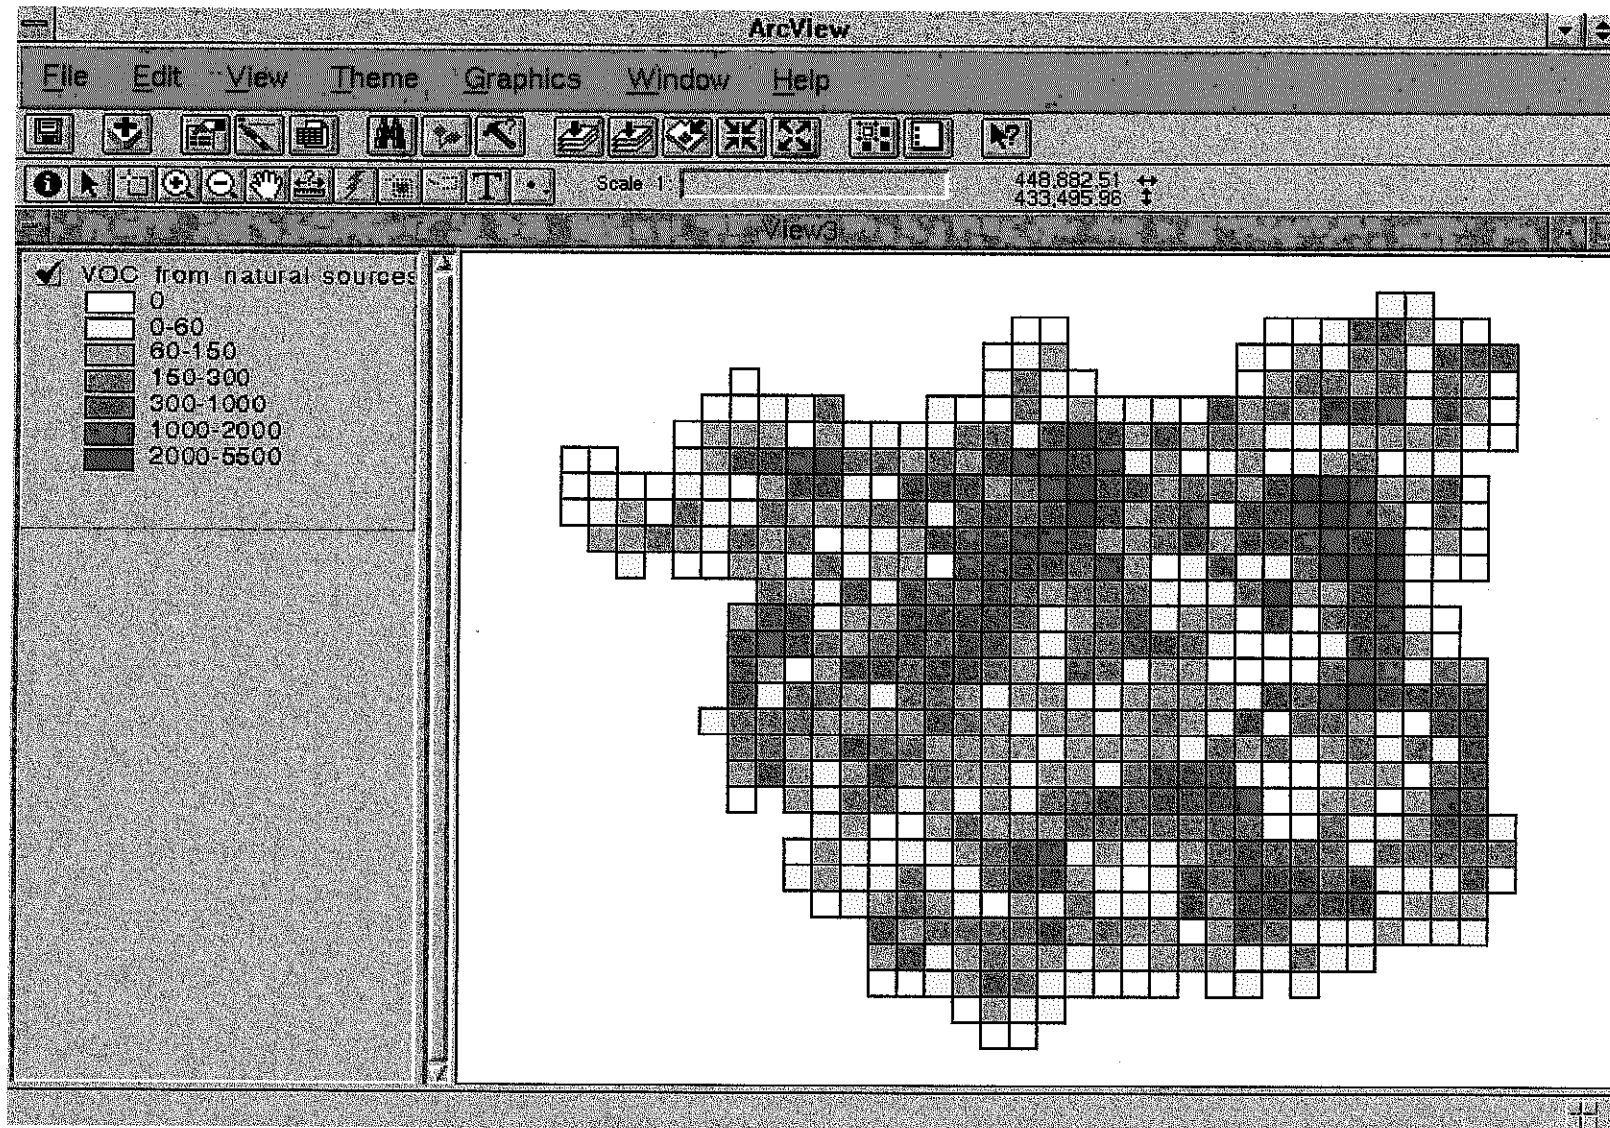 ArcView
File Edit View Theme Graphics Window Help
Scale 1: 448,882.51
433,495.98
View3
VOC from natural sources
0
0-60
60-150
150-300
300-1000
1000-2000
2000-5500